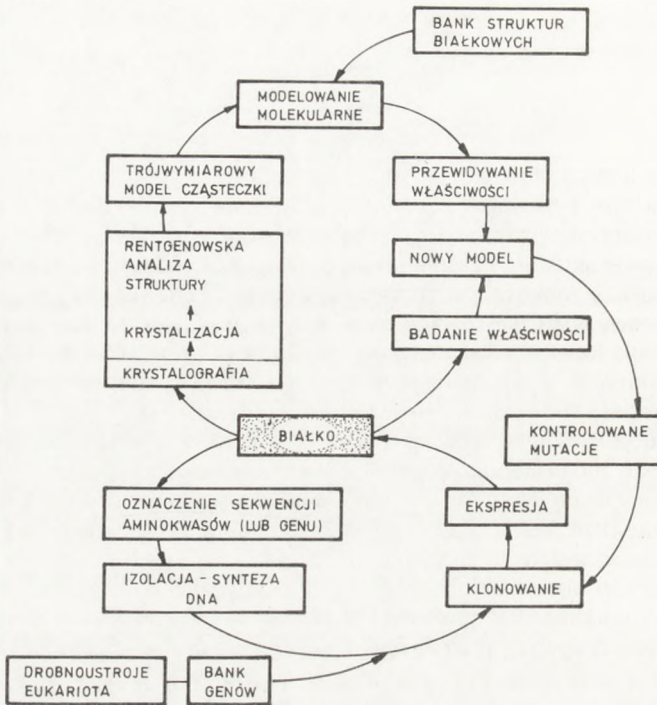 BANK STRUKTUR
BIAŁKOWYCH
MODELOWANIE
MOLEKULARNE
TRÓJWYMIAROWY
MODEL CZĄSTECZKI
PRZEWIDYWANIE
WŁAŚCIWOŚCI
RENTGENOWSKA
ANALIZA
STRUKTURY
NOWY MODEL
KRYSTALIZACJA
BADANIE WŁAŚCIWOŚCI
KRYSTALOGRAFIA
BIAŁKO
KONTROLOWANE
MUTACJE
OZNACZENIE SEKWENCJI
AMINOKWASÓW (LUB GENU)
EKSPRESJA
IZOLACJA - SYNTEZA
DNA
KLONOWANIE
DROBNOUSTROJE
EUKARIOTA
BANK
GENÓW